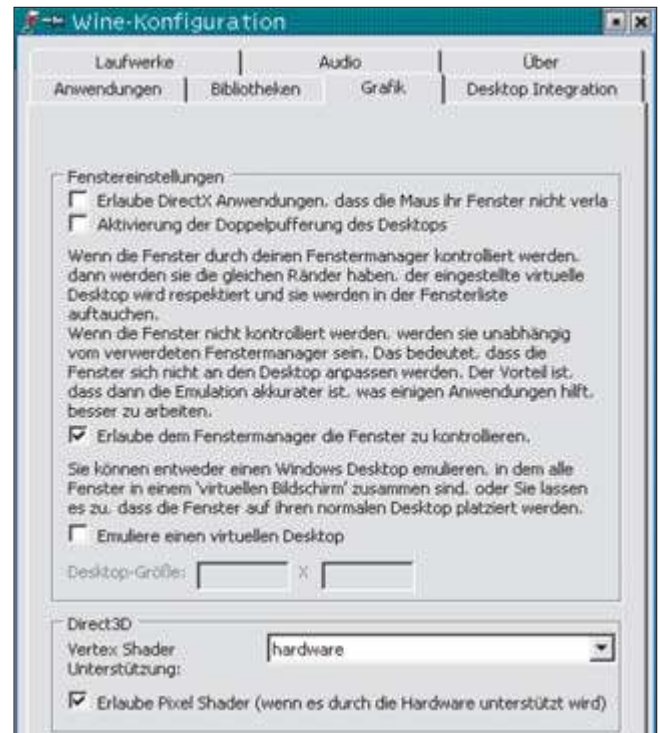 Wine-Konfiguration
Laufwerke Audio Über
Anwendungen Bibliotheken Grafik Desktop Integration
Fenstereinstellungen
Erlaube DirectX Anwendungen, dass die Maus ihr Fenster nicht verla
Aktivierung der Doppelpufferung des Desktops
Wenn die Fenster durch deinen Fenstermanager kontrolliert werden,
dann werden sie die gleichen Ränder haben, der eingestellte virtuelle
Desktop wird respektiert und sie werden in der Fensterliste
auftauchen.
Wenn die Fenster nicht kontrolliert werden, werden sie unabhängig
vom verwerdeten Fenstermanager sein. Das bedeutet, dass die
Fenster sich nicht an den Desktop anpassen werden. Der Vorteil ist,
dass dann die Emulation akkurater ist, was einigen Anwendungen hilft,
besser zu arbeiten.
Erlaube dem Fenstermanager die Fenster zu kontrollieren.
Sie können entweder einen Windows Desktop emulieren, in dem alle
Fenster in einem 'virtuellen Bildschirm' zusammen sind, oder Sie lassen
es zu, dass die Fenster auf ihren normalen Desktop platziert werden.
Emuliere einen virtuellen Desktop
Desktop-Größe: X
Direct3D
Vertex Shader hardware
Unterstützung:
Erlaube Pixel Shader (wenn es durch die Hardware unterstützt wird)